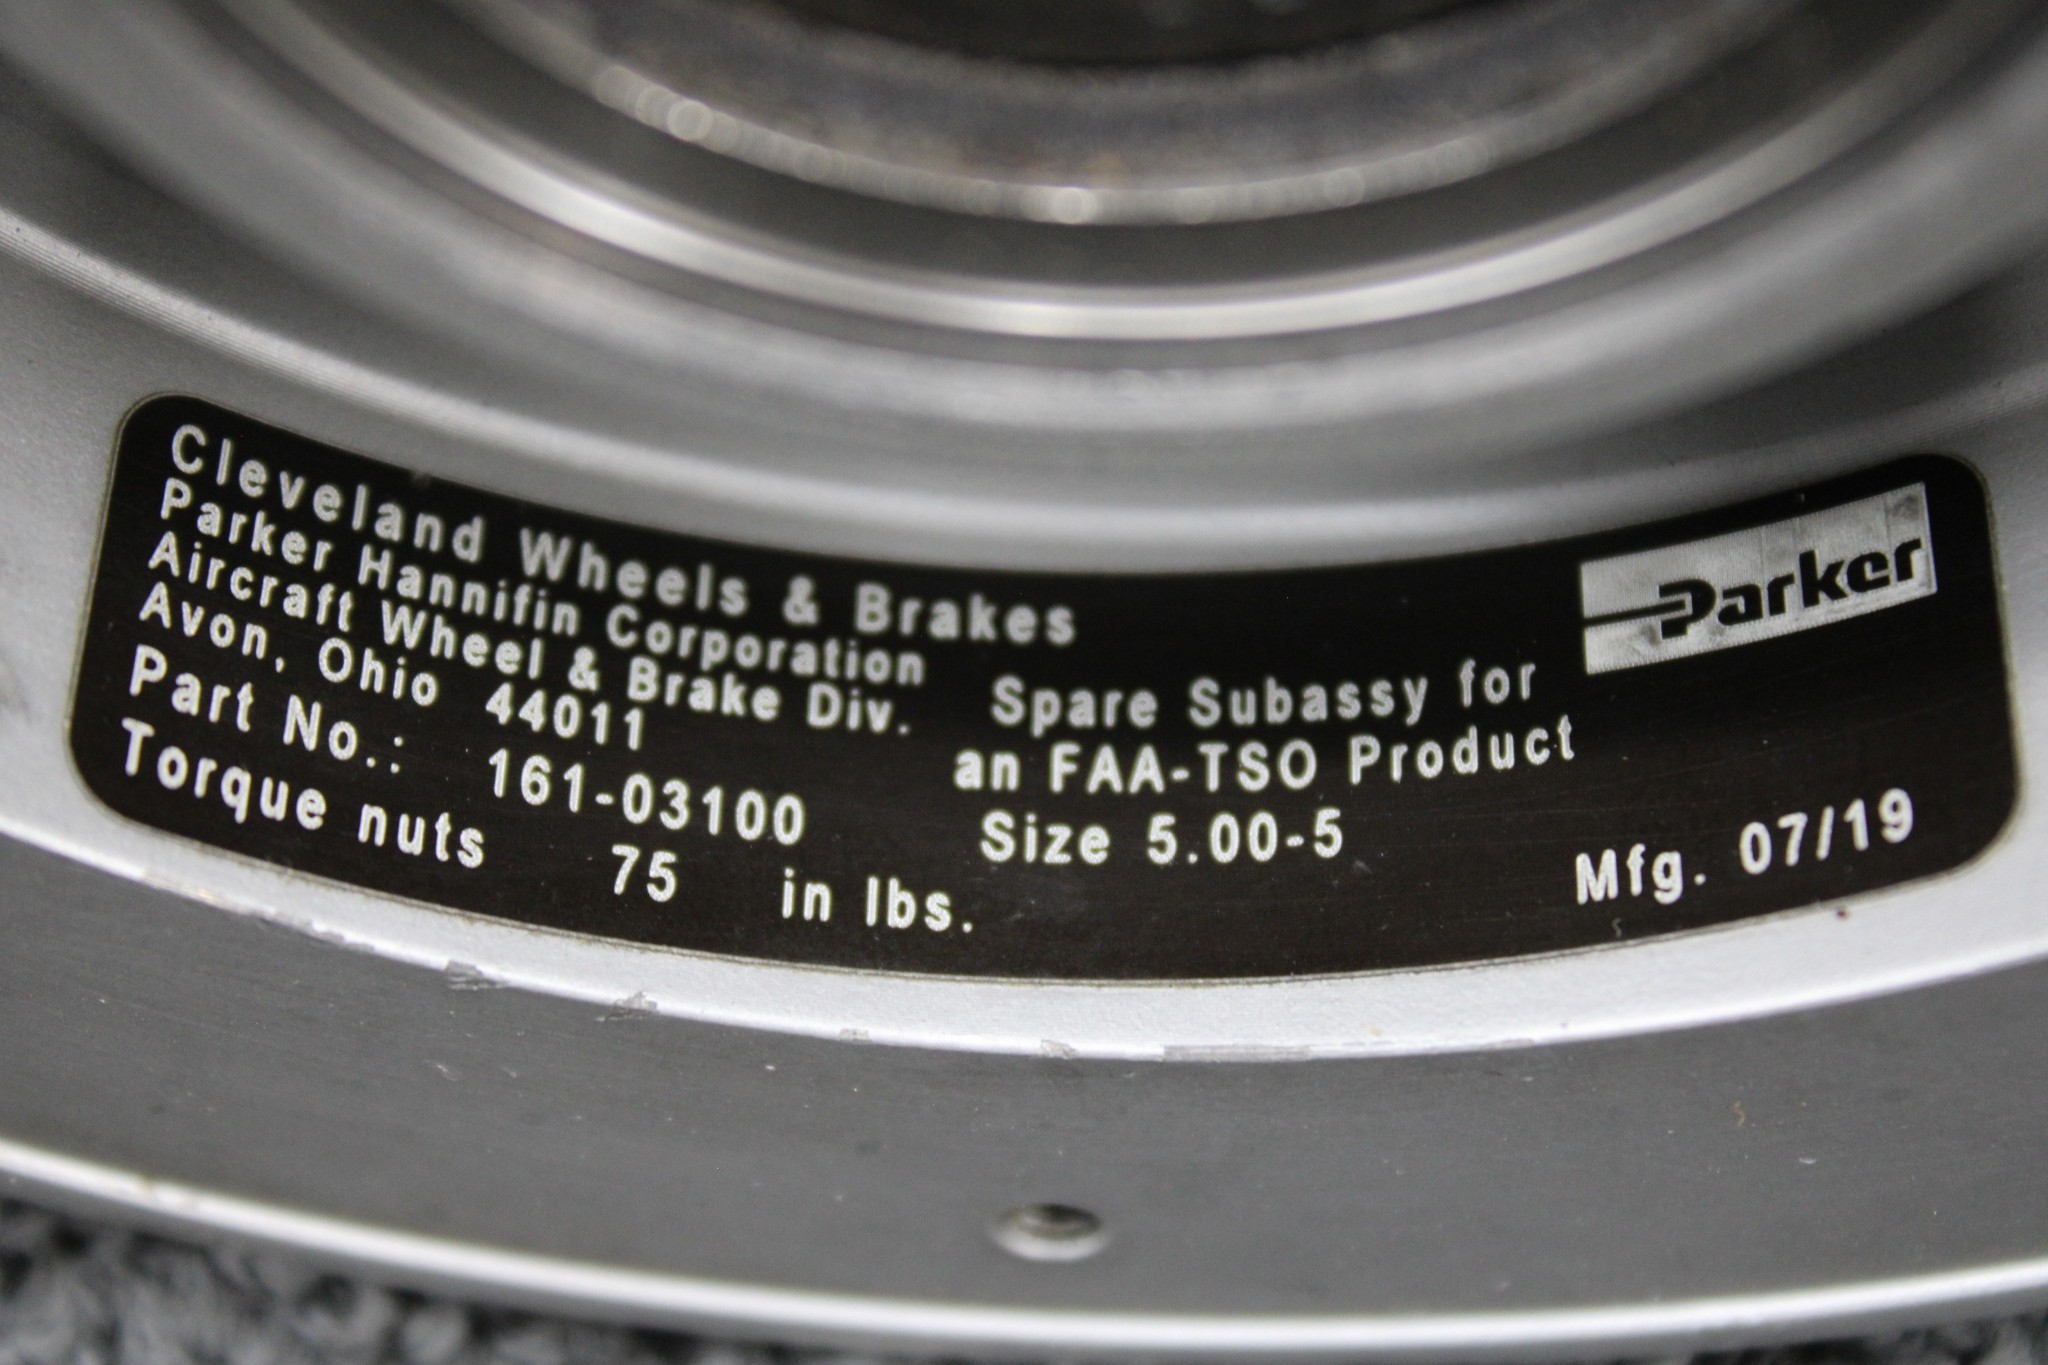 Cleveland Wheels & Brakes
Parker Hannifin Corporation
Aircraft Wheel & Brake Div.
Avon, Ohio 44011
Part No.: 161-03100
Torque nuts 75 in lbs.
Spare Subassy for
an FAA-TSO Product
Size 5.00-5
Parker
Mfg. 07/19